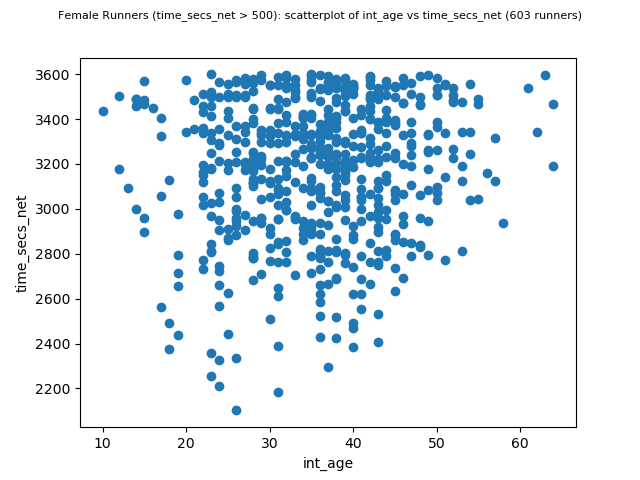 Female Runners (time_secs_net > 500): scatterplot of int_age vs time_secs_net (603 runners)
3600
3400
3200
3000
2800
2600
2400
2200
time_secs_net
10 20 30 40 50 60
int_age